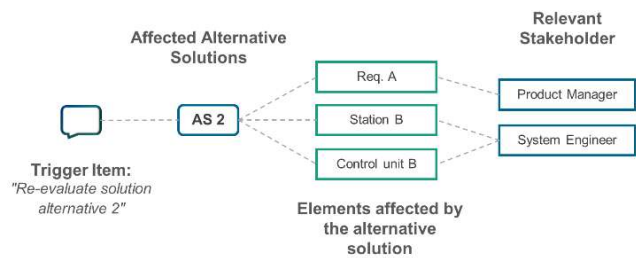 Relevant
Stakeholder
Affected Alternative
Solutions
Req. A
Product Manager
AS 2
Station B
System Engineer
Control unit B
Trigger Item:
"Re-evaluate solution
alternative 2"
Elements affected by
the alternative
solution